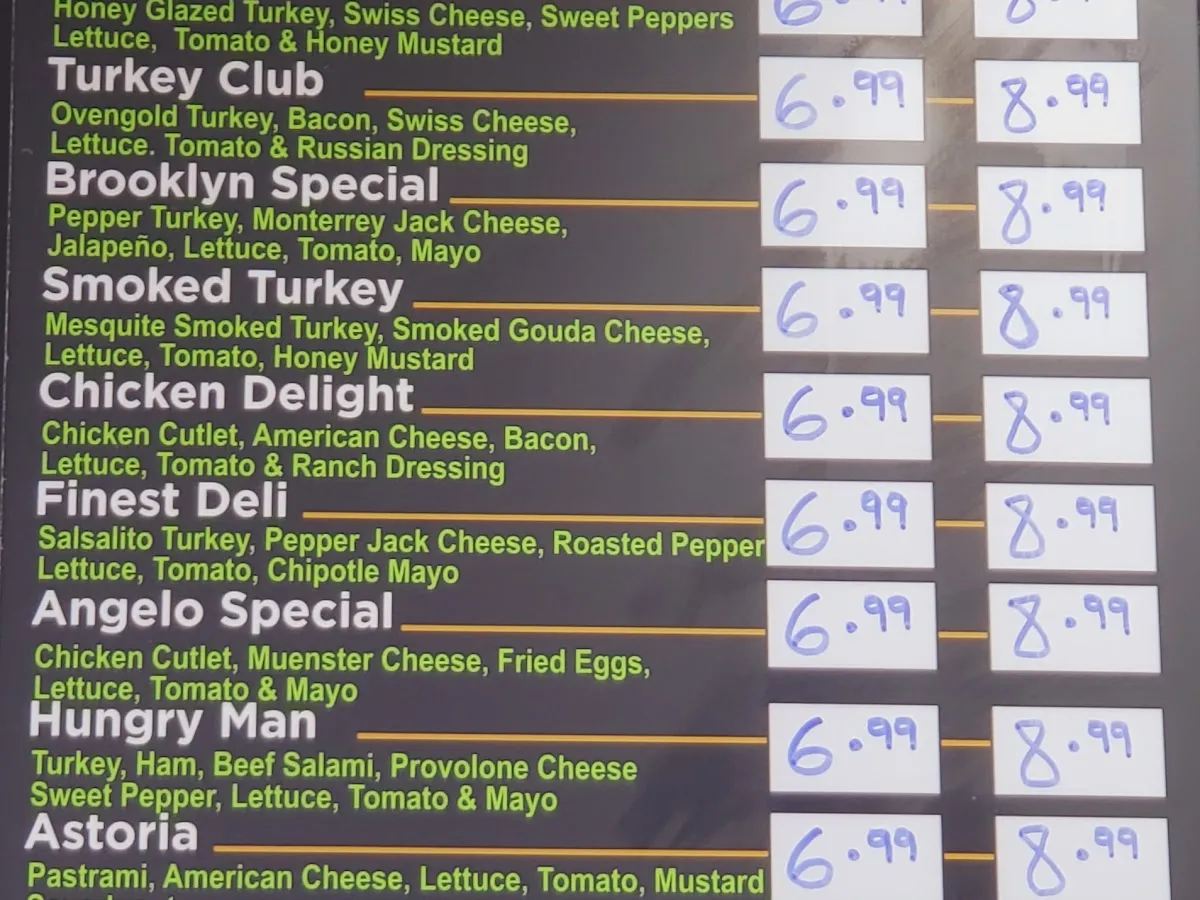 Honey Glazed Turkey, Swiss Cheese, Sweet Peppers
Lettuce, Tomato & Honey Mustard
Turkey Club 6.99 8.99
Ovengold Turkey, Bacon, Swiss Cheese,
Lettuce. Tomato & Russian Dressing
Brooklyn Special 6.99 8.99
Pepper Turkey, Monterrey Jack Cheese,
Jalapeño, Lettuce, Tomato, Mayo
Smoked Turkey 6.99 8.99
Mesquite Smoked Turkey, Smoked Gouda Cheese,
Lettuce, Tomato, Honey Mustard
Chicken Delight 6.99 8.99
Chicken Cutlet, American Cheese, Bacon,
Lettuce, Tomato & Ranch Dressing
Finest Deli 6.99 8.99
Salsalito Turkey, Pepper Jack Cheese, Roasted Pepper
Lettuce, Tomato, Chipotle Mayo
Angelo Special 6.99 8.99
Chicken Cutlet, Muenster Cheese, Fried Eggs,
Lettuce, Tomato & Mayo
Hungry Man 6.99 8.99
Turkey, Ham, Beef Salami, Provolone Cheese
Sweet Pepper, Lettuce, Tomato & Mayo
Astoria 6.99 8.99
Pastrami, American Cheese, Lettuce, Tomato, Mustard